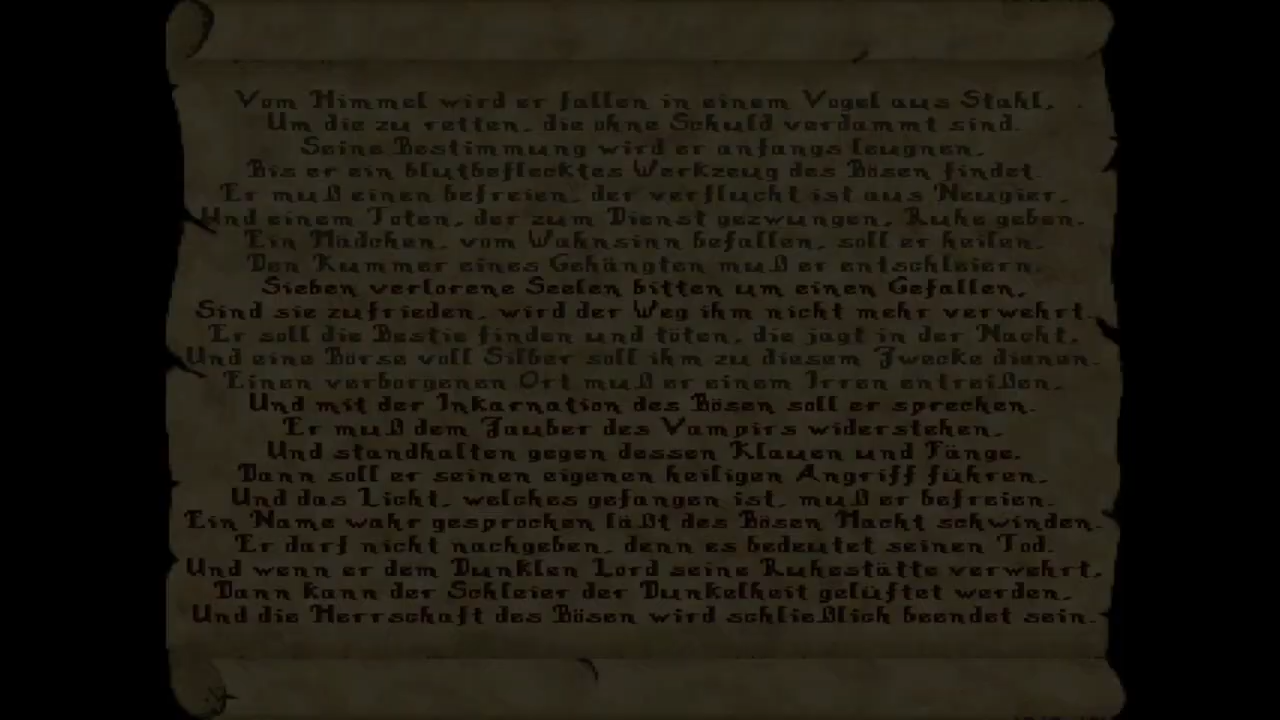 Vom Himmel wird er fallen in einem Vogel aus Stahl,
Um die zu retten, die ohne Schuld verdammt sind.
Seine Bestimmung wird er anfangs leugnen,
Bis er ein blutbeflecktes Werkzeug des Bösen findet.
Er muß einen befreien, der verflucht ist aus Neugier,
Und einem Toten, der zum Dienst gezwungen, Ruhe geben.
Ein Mädchen, vom Wahnsinn befallen, soll er heilen,
Den Kummer eines Gehängten muß er entschleiern.
Sieben verlorene Seelen bitten um einen Gefallen,
Sind sie zufrieden, wird der Weg ihm nicht mehr verwehrt.
Er soll die Bestie finden und töten, die jagt in der Nacht,
Und eine Börse voll Silber soll ihm zu diesem Zwecke dienen.
Einen verborgenen Ort muß er einem Irren entreißen,
Und mit der Inkarnation des Bösen soll er sprechen.
Er muß dem Zauber des Vampirs widerstehen,
Und standhalten gegen dessen Klauen und Fänge.
Dann soll er seinen eigenen heiligen Angriff führen,
Und das Licht, welches gefangen ist, muß er befreien.
Ein Name wahr gesprochen läßt des Bösen Macht schwinden.
Er darf nicht nachgeben, denn es bedeutet seinen Tod.
Und wenn er dem Dunklen Lord seine Ruhestätte verwehrt,
Dann kann der Schleier der Dunkelheit gelüftet werden,
Und die Herrschaft des Bösen wird schließlich beendet sein.